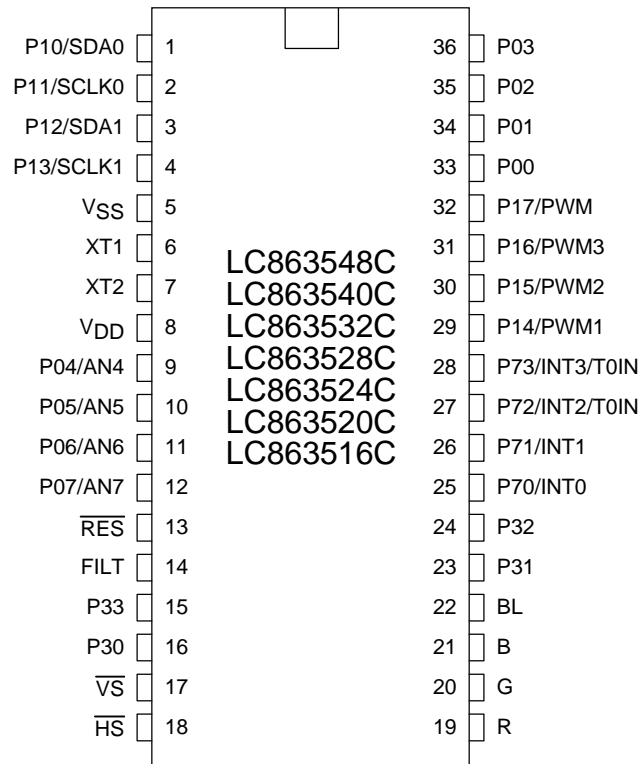 P10/SDA0 1 36 P03
P11/SCLK0 2 35 P02
P12/SDA1 3 34 P01
P13/SCLK1 4 33 P00
VSS 5 32 P17/PWM
XT1 6 31 P16/PWM3
XT2 7 30 P15/PWM2
VDD 8 29 P14/PWM1
P04/AN4 9 28 P73/INT3/T0IN
P05/AN5 10 27 P72/INT2/T0IN
P06/AN6 11 26 P71/INT1
P07/AN7 12 25 P70/INT0
RES 13 24 P32
FILT 14 23 P31
P33 15 22 BL
P30 16 21 B
VS 17 20 G
HS 18 19 R
LC863548C
LC863540C
LC863532C
LC863528C
LC863524C
LC863520C
LC863516C